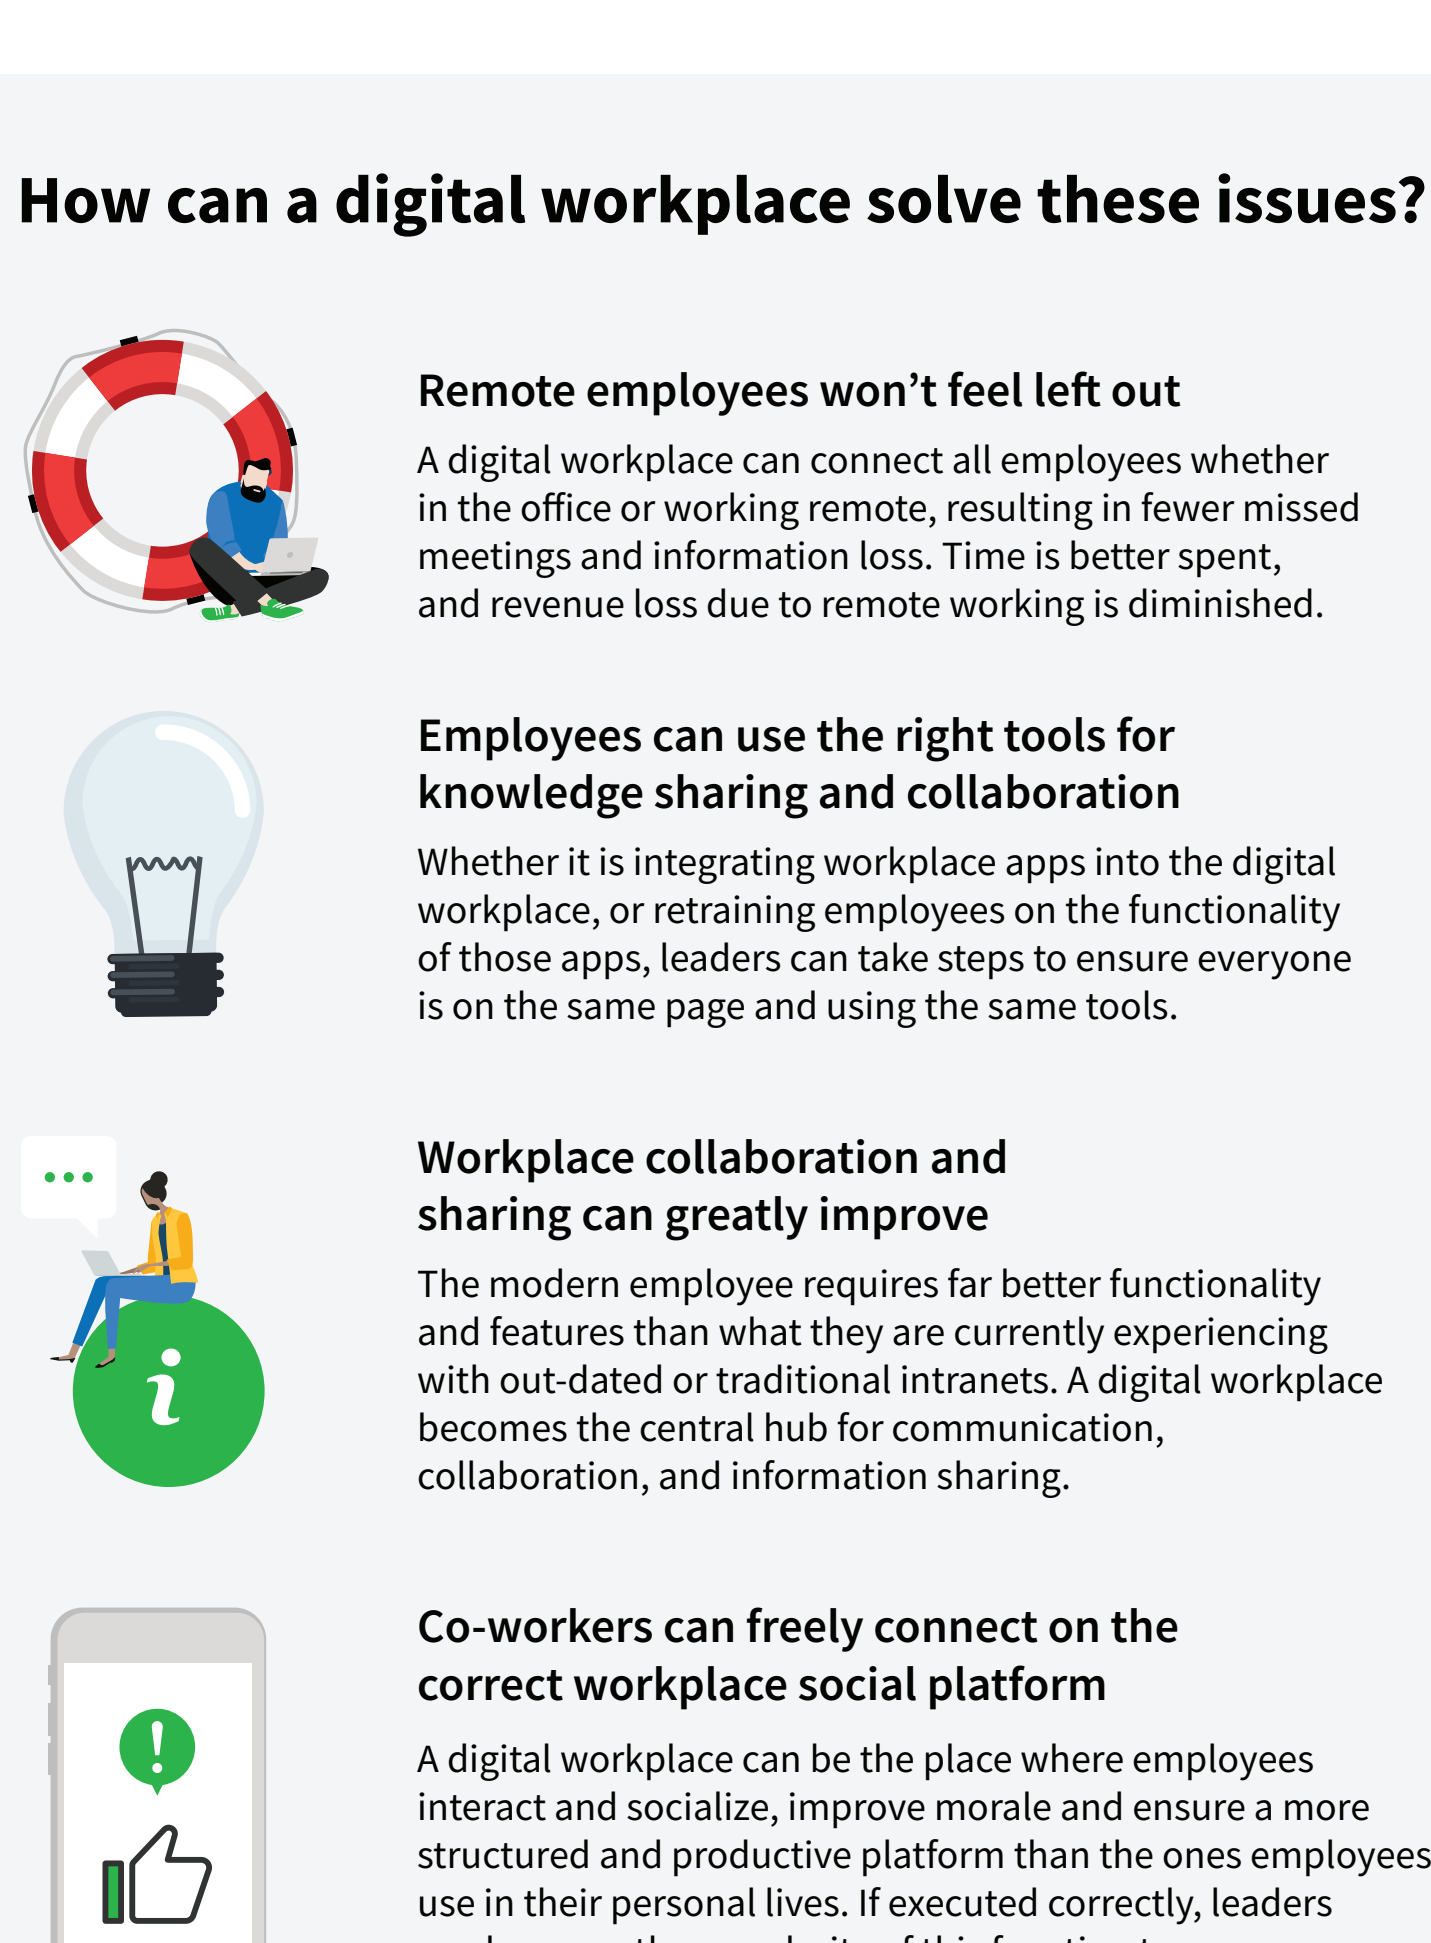 How can a digital workplace solve these issues?
Remote employees won’t feel left out
A digital workplace can connect all employees whether
in the office or working remote, resulting in fewer missed
meetings and information loss. Time is better spent,
and revenue loss due to remote working is diminished.
Employees can use the right tools for
knowledge sharing and collaboration
Whether it is integrating workplace apps into the digital
workplace, or retraining employees on the functionality
of those apps, leaders can take steps to ensure everyone
is on the same page and using the same tools.
Workplace collaboration and
sharing can greatly improve
The modern employee requires far better functionality
and features than what they are currently experiencing
with out-dated or traditional intranets. A digital workplace
becomes the central hub for communication,
collaboration, and information sharing.
i
Co-workers can freely connect on the
correct workplace social platform
!
A digital workplace can be the place where employees
interact and socialize, improve morale and ensure a more
structured and productive platform than the ones employees
use in their personal lives. If executed correctly, leaders